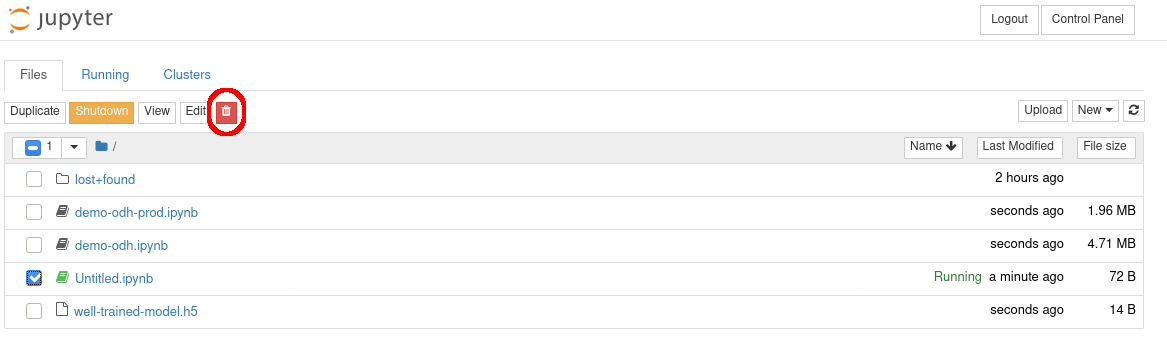 jupyter Logout Control Panel
Files Running Clusters
Duplicate Shutdown View Edit Upload New
1 / Name Last Modified File size
lost+found 2 hours ago
demo-odh-prod.ipynb seconds ago 1.96 MB
demo-odh.ipynb seconds ago 4.71 MB
Untitled.ipynb Running a minute ago 72 B
well-trained-model.h5 seconds ago 14 B